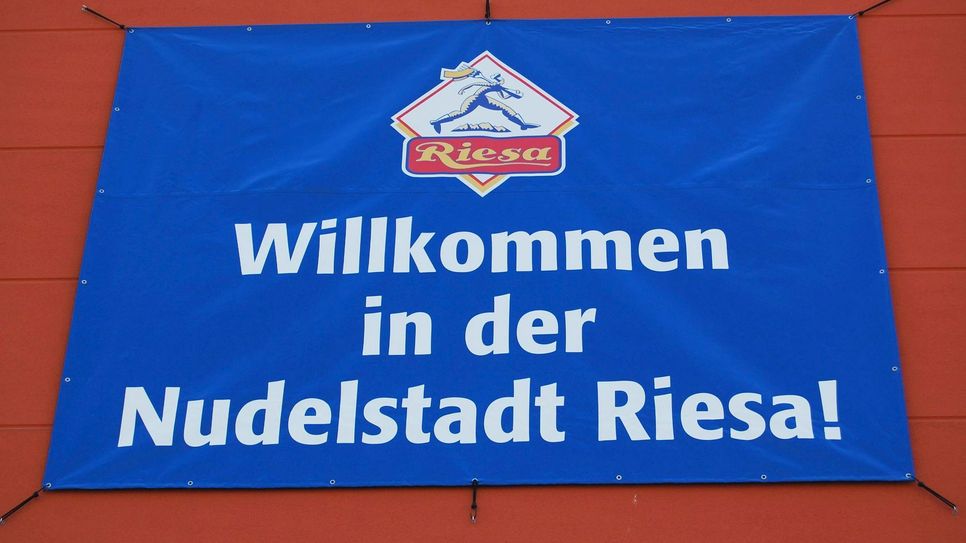 Riesa
Willkommen
in der
Nudelstadt Riesa!